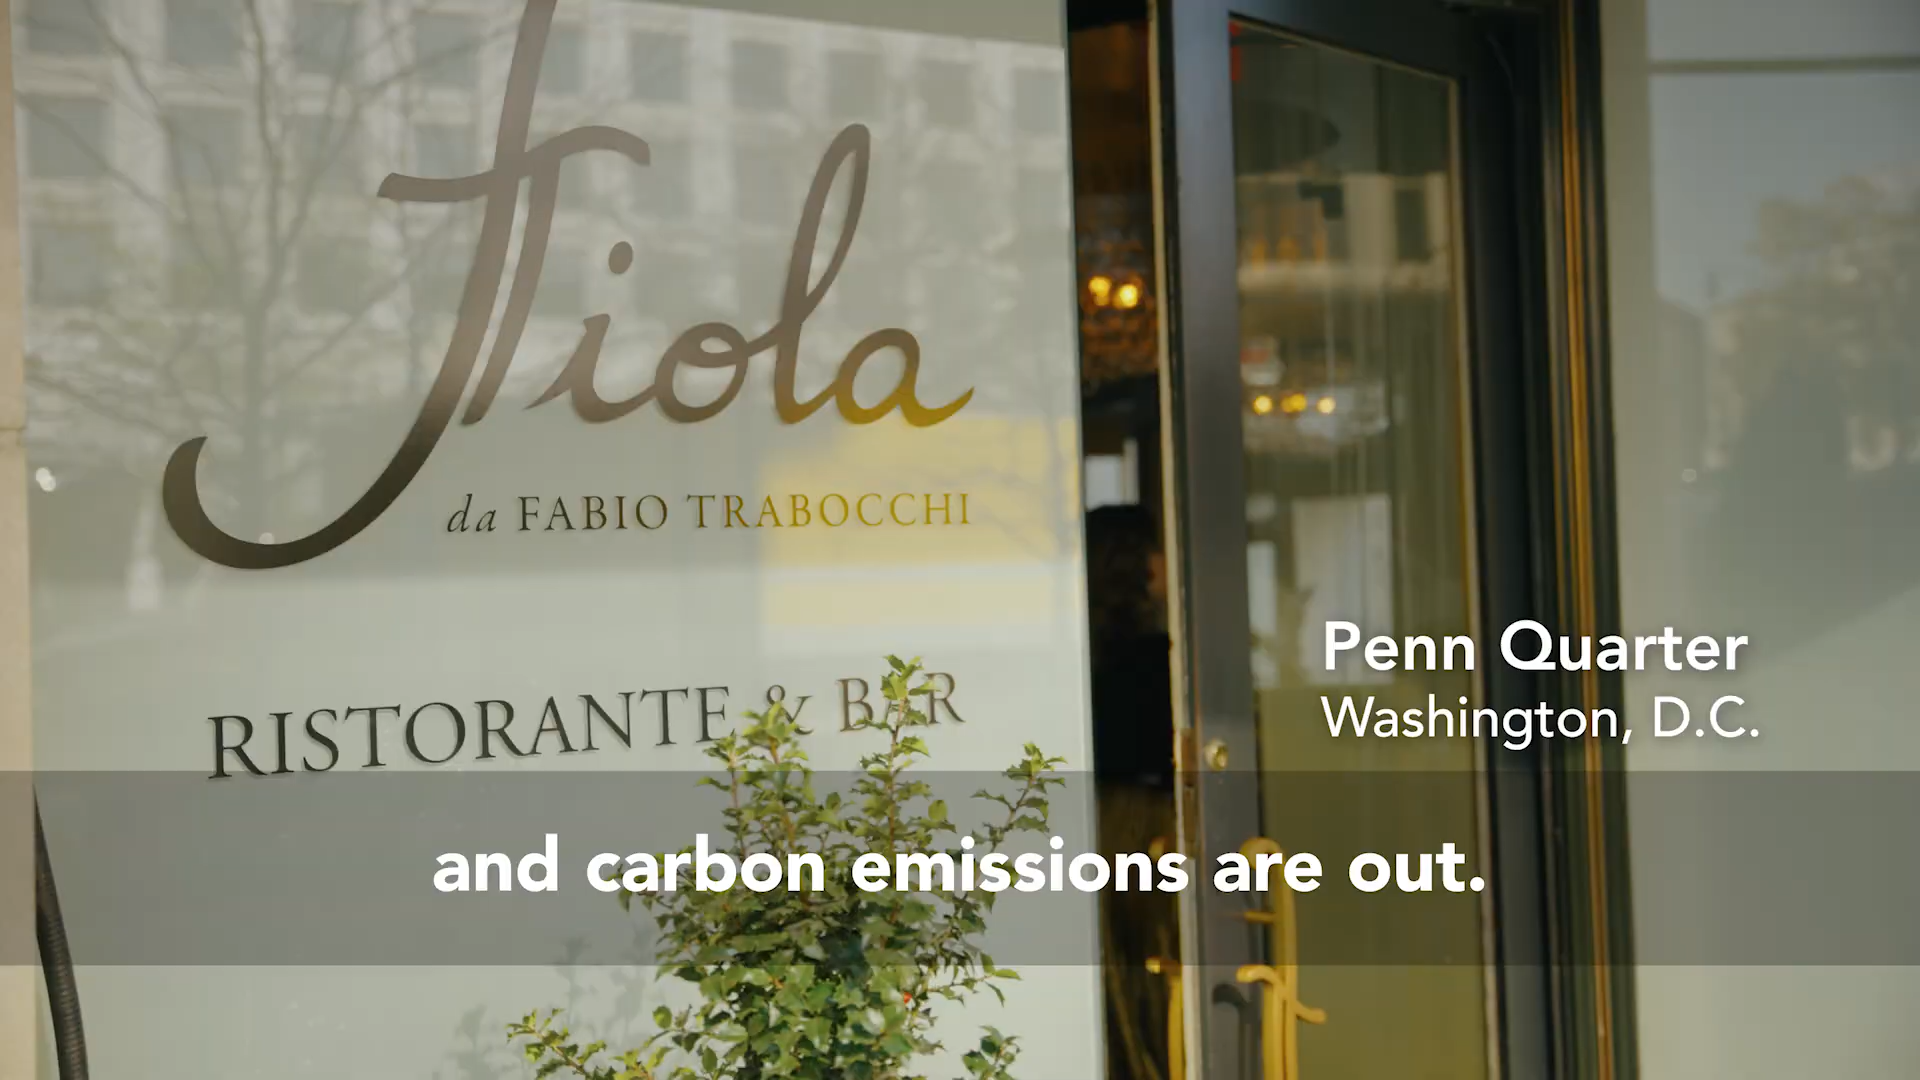 Fiola
da FABIO TRABOCCHI
RISTORANTE & BAR
Penn Quarter
Washington, D.C.
and carbon emissions are out.